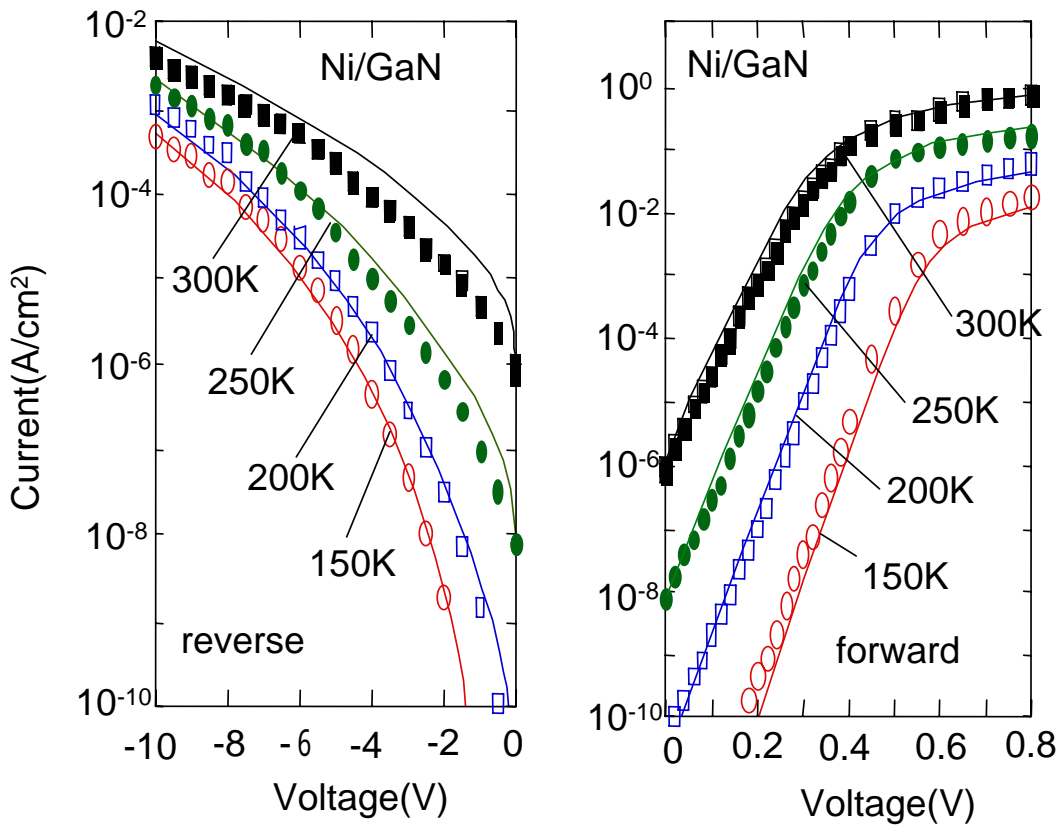 Ni/GaN
10-2
10-4
10-6
10-8
10-10
Current(A/cm2)
300K
250K
200K
150K
reverse
-10 -8 -6 -4 -2 0
Voltage(V)
Ni/GaN
100
10-2
10-4
10-6
10-8
10-10
300K
250K
200K
150K
forward
0 0.2 0.4 0.6 0.8
Voltage(V)